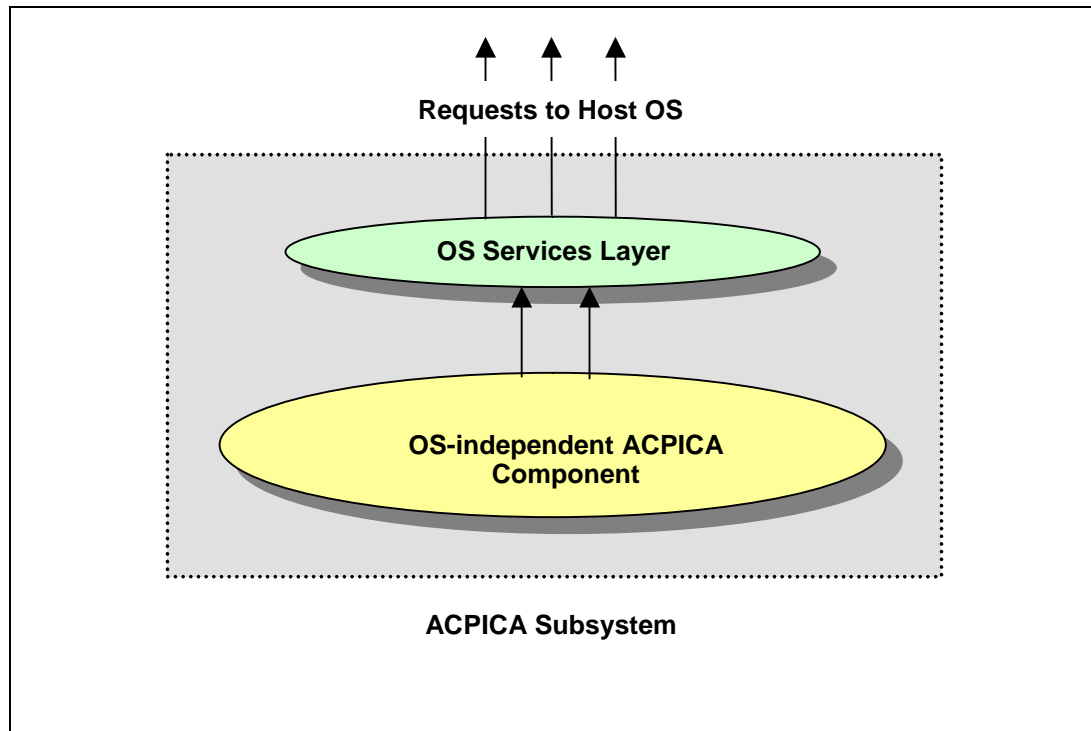 Requests to Host OS
OS Services Layer
OS-independent ACPICA
Component
ACPICA Subsystem